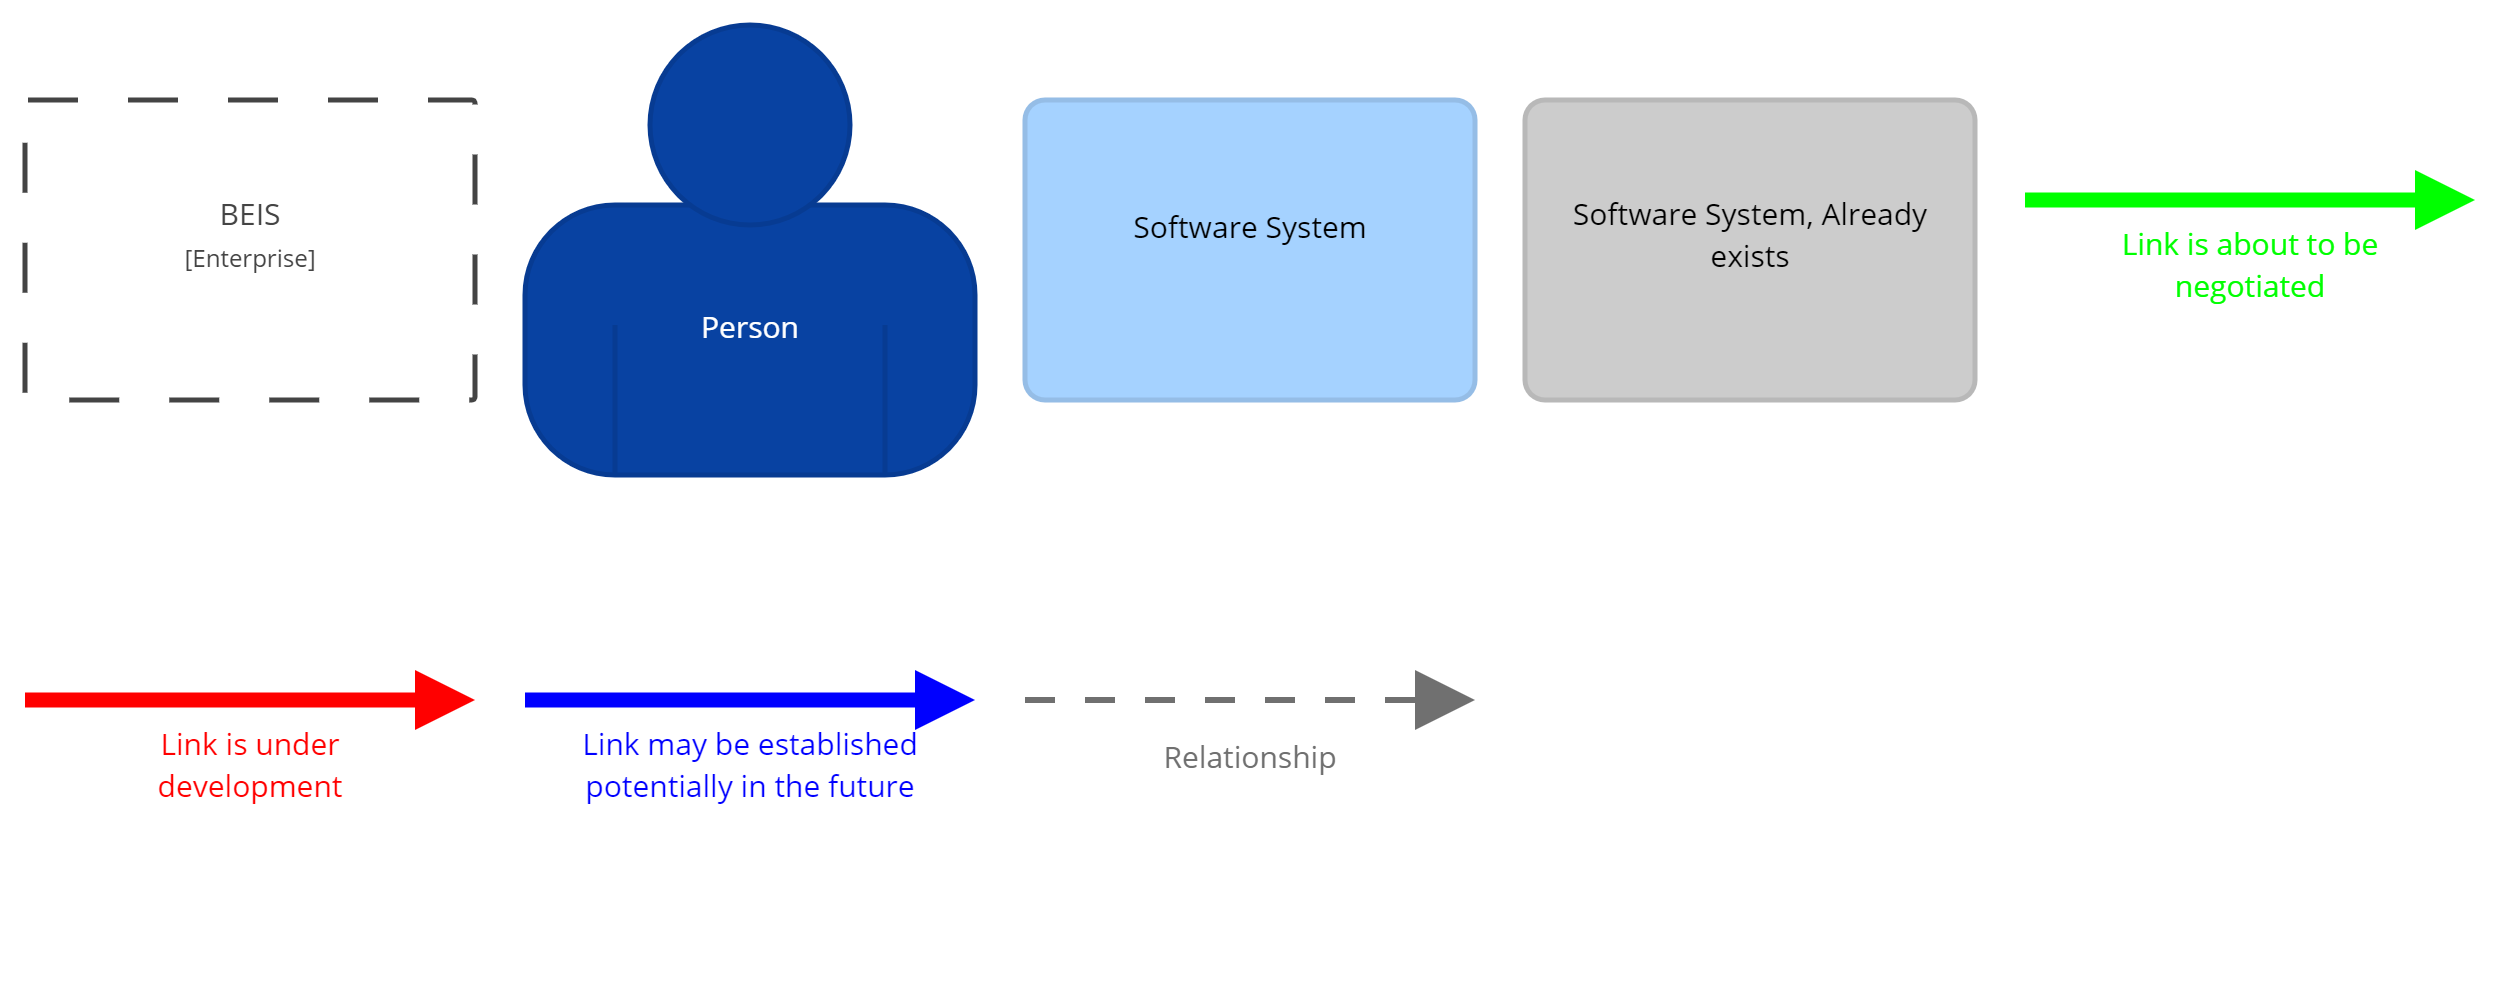 BEIS
[Enterprise]
Person
Software System
Software System, Already
exists
Link is about to be
negotiated
Link is under
development
Link may be established
potentially in the future
Relationship